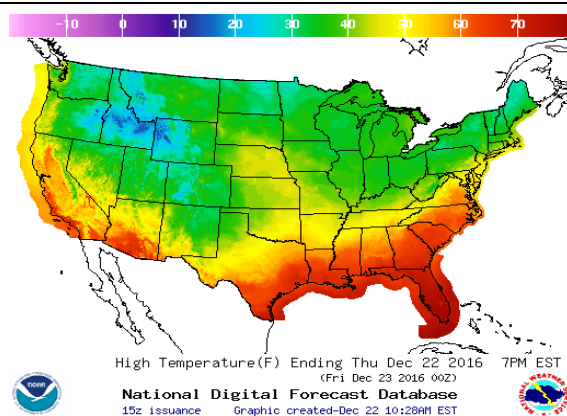 -10 0 10 20 30 40 50 60 70
High Temperature(F) Ending Thu Dec 22 2016 7PM EST
(Fri Dec 23 2016 00Z)
National Digital Forecast Database
15z issuance Graphic created-Dec 22 10:28AM EST
noaa